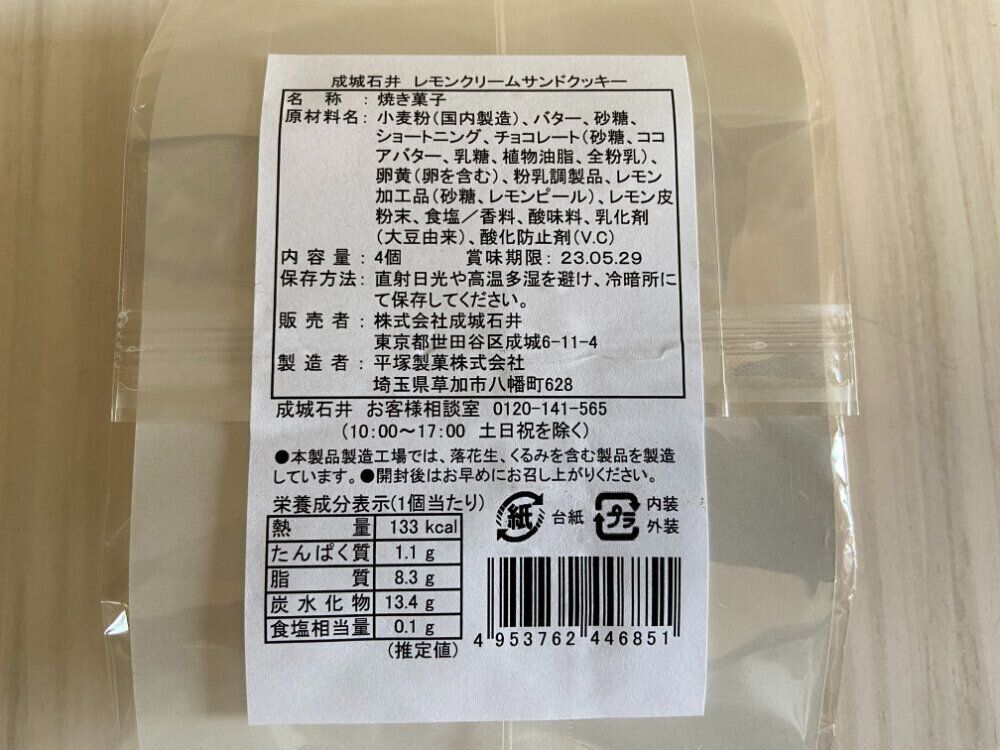 成城石井 レモンクリームサンドクッキー
名 称 : 焼き菓子
原材料名: 小麦粉(国内製造)、バター、砂糖、
ショートニング、チョコレート(砂糖、ココ
アバター、乳糖、植物油脂、全粉乳)、
卵黄(卵を含む)、粉乳調製品、レモン
加工品(砂糖、レモンピール)、レモン皮
粉末、食塩/香料、酸味料、乳化剤
(大豆由来)、酸化防止剤(V.C)
内 容 量 : 4個 賞味期限: 23.05.29
保存方法: 直射日光や高温多湿を避け、冷暗所に
て保存してください。
販 売 者 : 株式会社成城石井
東京都世田谷区成城6-11-4
製 造 者 : 平塚製菓株式会社
埼玉県草加市八幡町628
成城石井 お客様相談室 0120-141-565
(10:00~17:00 土日祝を除く)
●本製品製造工場では、落花生、くるみを含む製品を製造
しています。●開封後はお早めにお召し上がりください。
栄養成分表示(1個当たり)
熱 量 133 kcal
たんぱく質 1.1 g
脂 質 8.3 g
炭水化物 13.4 g
食塩相当量 0.1 g
(推定値)
紙 台紙 プラ 内装
外装
4 953762 446851